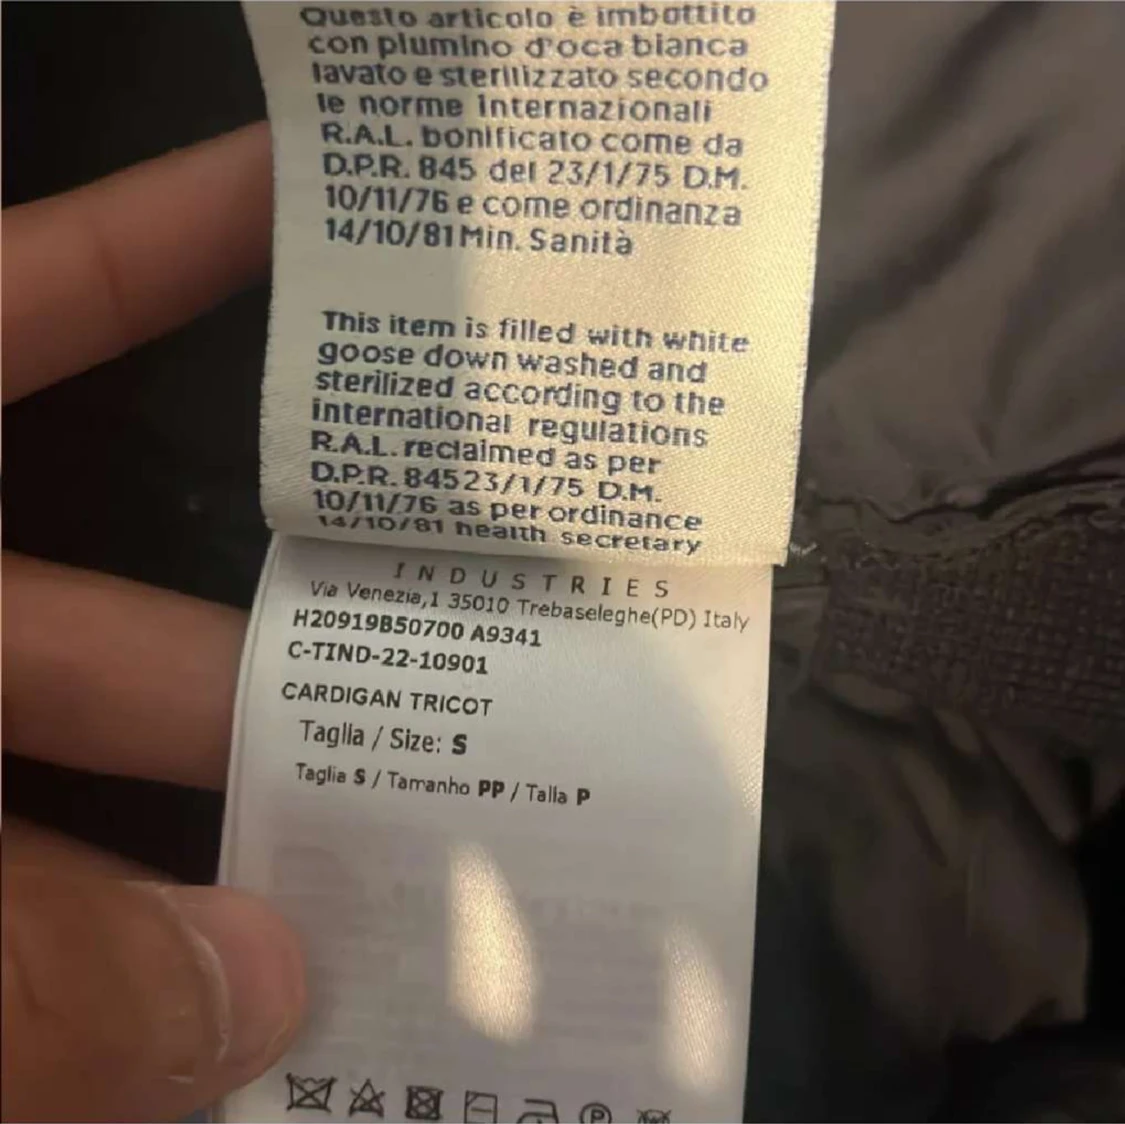 Questo articolo è imbottito
con piumino d'oca bianca
lavato e sterilizzato secondo
le norme internazionali
R.A.L. bonificato come da
D.P.R. 845 del 23/1/75 D.M.
10/11/76 e come ordinanza
14/10/81 Min. Sanità
This item is filled with white
goose down washed and
sterilized according to the
international regulations
R.A.L. reclaimed as per
D.P.R. 84523/1/75 D.M.
10/11/76 as per ordinance
14/10/81 health secretary
INDUSTRIES
Via Venezia,1 35010 Trebaseleghe(PD) Italy
H20919B50700 A9341
C-TIND-22-10901
CARDIGAN TRICOT
Taglia / Size: S
Taglia S / Tamanho PP / Talla P
P